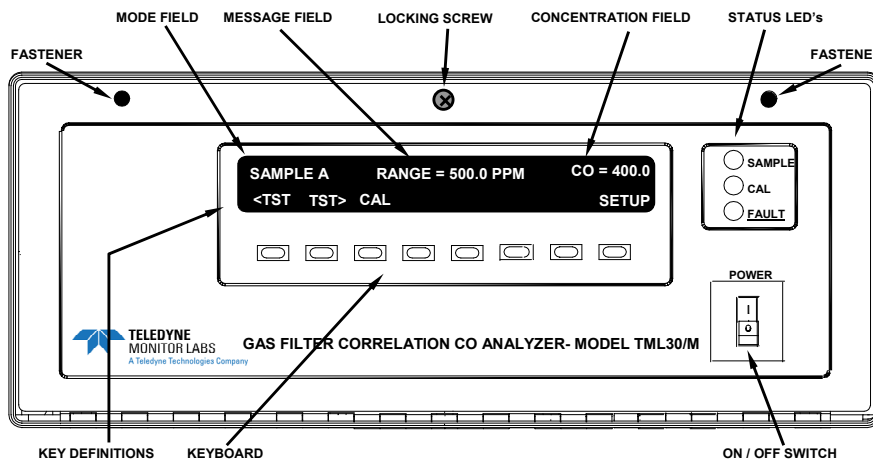 MODE FIELD MESSAGE FIELD LOCKING SCREW CONCENTRATION FIELD STATUS LED's
FASTENER FASTENE
SAMPLE A RANGE = 500.0 PPM CO = 400.0
<TST TST> CAL SETUP
SAMPLE
CAL
FAULT
POWER
TELEDYNE
MONITOR LABS
A Teledyne Technologies Company
GAS FILTER CORRELATION CO ANALYZER- MODEL TML30/M
KEY DEFINITIONS KEYBOARD ON / OFF SWITCH